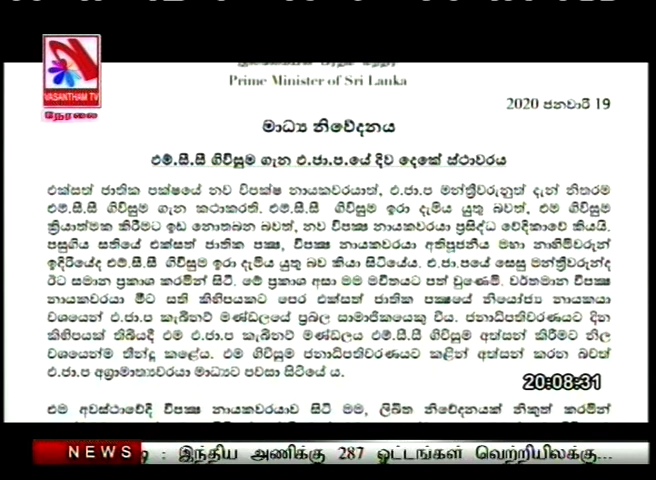 VASANTHAM TV
நேரலை
Prime Minister of Sri Lanka
2020 ජනවාරි 19
මාධ්‍ය නිවේදනය
එම්.සී.සී ගිවිසුම ගැන එ.ජා.ප.යේ දිව දෙකේ ස්ථාවරය
එක්සත් ජාතික පක්ෂයේ නව විපක්ෂ නායකවරයාත්, එ.ජා.ප මන්ත්‍රීවරුනුත් දැන් නිතරම
එම්.සී.සී ගිවිසුම ගැන කථාකරති. එම්.සී.සී ගිවිසුම ඉරා දැමිය යුතු බවත්, එම ගිවිසුම
ක්‍රියාත්මක කිරීමට ඉඩ නොතබන බවත්, නව විපක්ෂ නායකවරයා ප්‍රසිද්ධ වේදිකාවේ කියයි.
පසුගිය සතියේ එක්සත් ජාතික පක්ෂ, විපක්ෂ නායකවරයා අතිපූජනීය මහා නාහිමිවරුන්
ඉදිරියේද එම්.සී.සී ගිවිසුම ඉරා දැමිය යුතු බව කියා සිටියේය. එ.ජා.පයේ සෙසු මන්ත්‍රීවරුන්ද
ඊට සමාන ප්‍රකාශ කරමින් සිටී. මේ ප්‍රකාශ අසා මම මවිතයට පත් වුණෙමි. වර්තමාන විපක්ෂ
නායකවරයා මීට සති කිහිපයකට පෙර එක්සත් ජාතික පක්ෂයේ නියෝජ්‍ය නායකයා
වශයෙන් එ.ජා.ප කැබිනට් මණ්ඩලයේ ප්‍රබල සාමාජිකයෙකු විය. ජනාධිපතිවරණයට දින
කිහිපයක් තිබියදී එම එ.ජා.ප කැබිනට් මණ්ඩලය එම්.සී.සී ගිවිසුම අත්සන් කිරීමට නිල
වශයෙන්ම තීන්දු කළේය. එම ගිවිසුම ජනාධිපතිවරණයට කළින් අත්සන් කරන බවත්
එ.ජා.ප අග්‍රාමාත්‍යවරයා මාධ්‍යට පවසා සිටියේ ය.
20:08:31
එම අවස්ථාවේදී විපක්ෂ නායකවරයාව සිටි මම, ලිඛිත නිවේදනයක් නිකුත් කරමින්
NEWS
: இந்திய அணிக்கு 287 ஓட்டங்கள் வெற்றியிலக்கு...